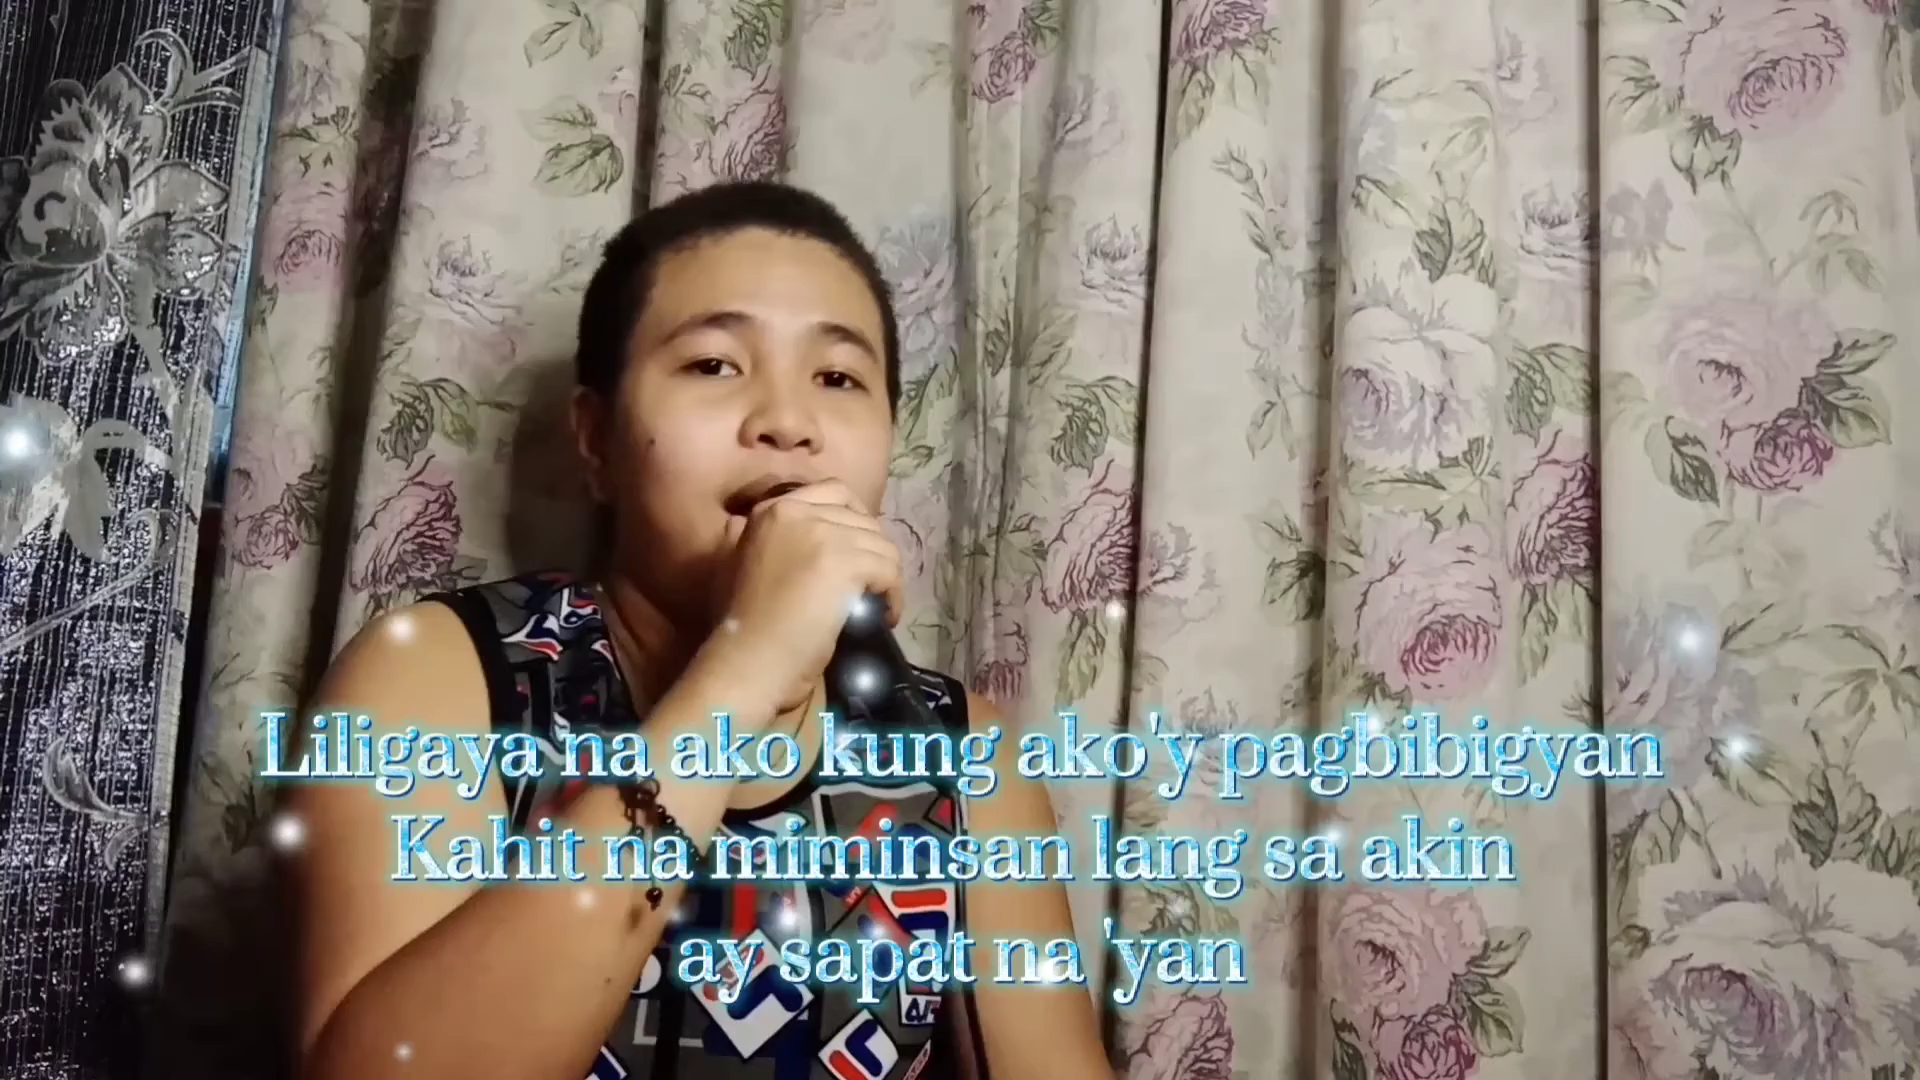 Liligaya na ako kung ako'y pagbibigyan
Kahit na miminsan lang sa akin
ay sapat na 'yan